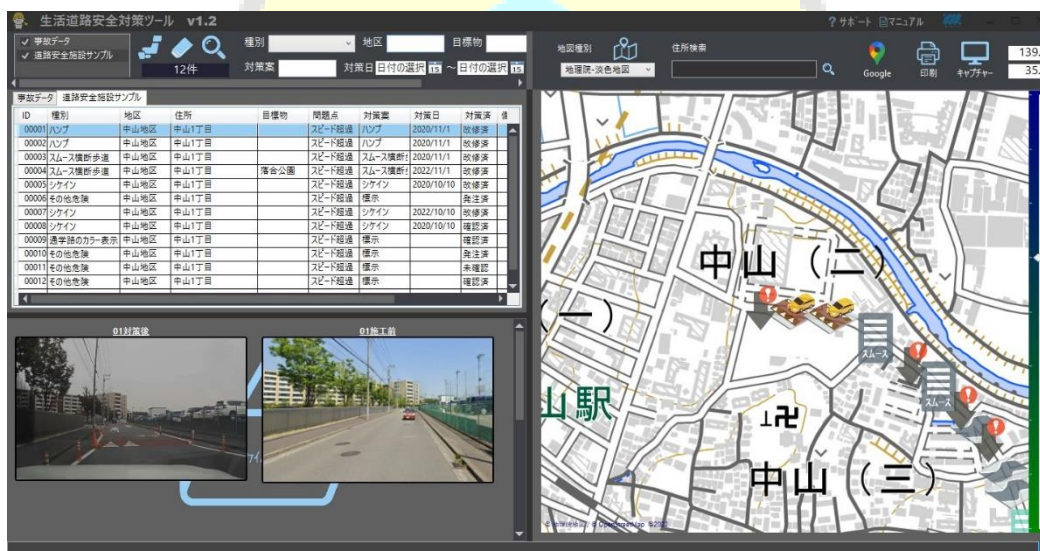 生活道路安全対策ツール v1.2
? サポート マニュアル
✓ 事故データ
✓ 道路安全施設サンプル
12件
種別 地区 目標物
対策案 対策日 日付の選択 15 ～ 日付の選択 15
地図種別 住所検索
地理院-淡色地図
Google 印刷 キャプチャー
139.
35.
事故データ 道路安全施設サンプル
ID 種別 地区 住所 目標物 問題点 対策案 対策日 対策済
00001 ハンプ 中山地区 中山1丁目 スピード超過 ハンプ 2020/11/1 改修済
00002 ハンプ 中山地区 中山1丁目 スピード超過 ハンプ 2020/11/1 改修済
00003 スムース横断歩道 中山地区 中山1丁目 スピード超過 スムース横断 2020/11/1 改修済
00004 スムース横断歩道 中山地区 中山1丁目 落合公園 スピード超過 スムース横断 2022/11/1 改修済
00005 シケイン 中山地区 中山1丁目 スピード超過 シケイン 2020/10/10 改修済
00006 その他危険 中山地区 中山1丁目 スピード超過 標示 発注済
00007 シケイン 中山地区 中山1丁目 スピード超過 シケイン 2022/10/10 改修済
00008 シケイン 中山地区 中山1丁目 スピード超過 シケイン 2020/10/10 確認済
00009 通学路のカラー表示 中山地区 中山1丁目 スピード超過 標示 確認済
00010 その他危険 中山地区 中山1丁目 スピード超過 標示 発注済
00011 その他危険 中山地区 中山1丁目 スピード超過 標示 未確認
00012 その他危険 中山地区 中山1丁目 スピード超過 標示 確認済
01対策後 01施工前
中山（二）
（一）
スムース
スムース
山駅
中山（三）